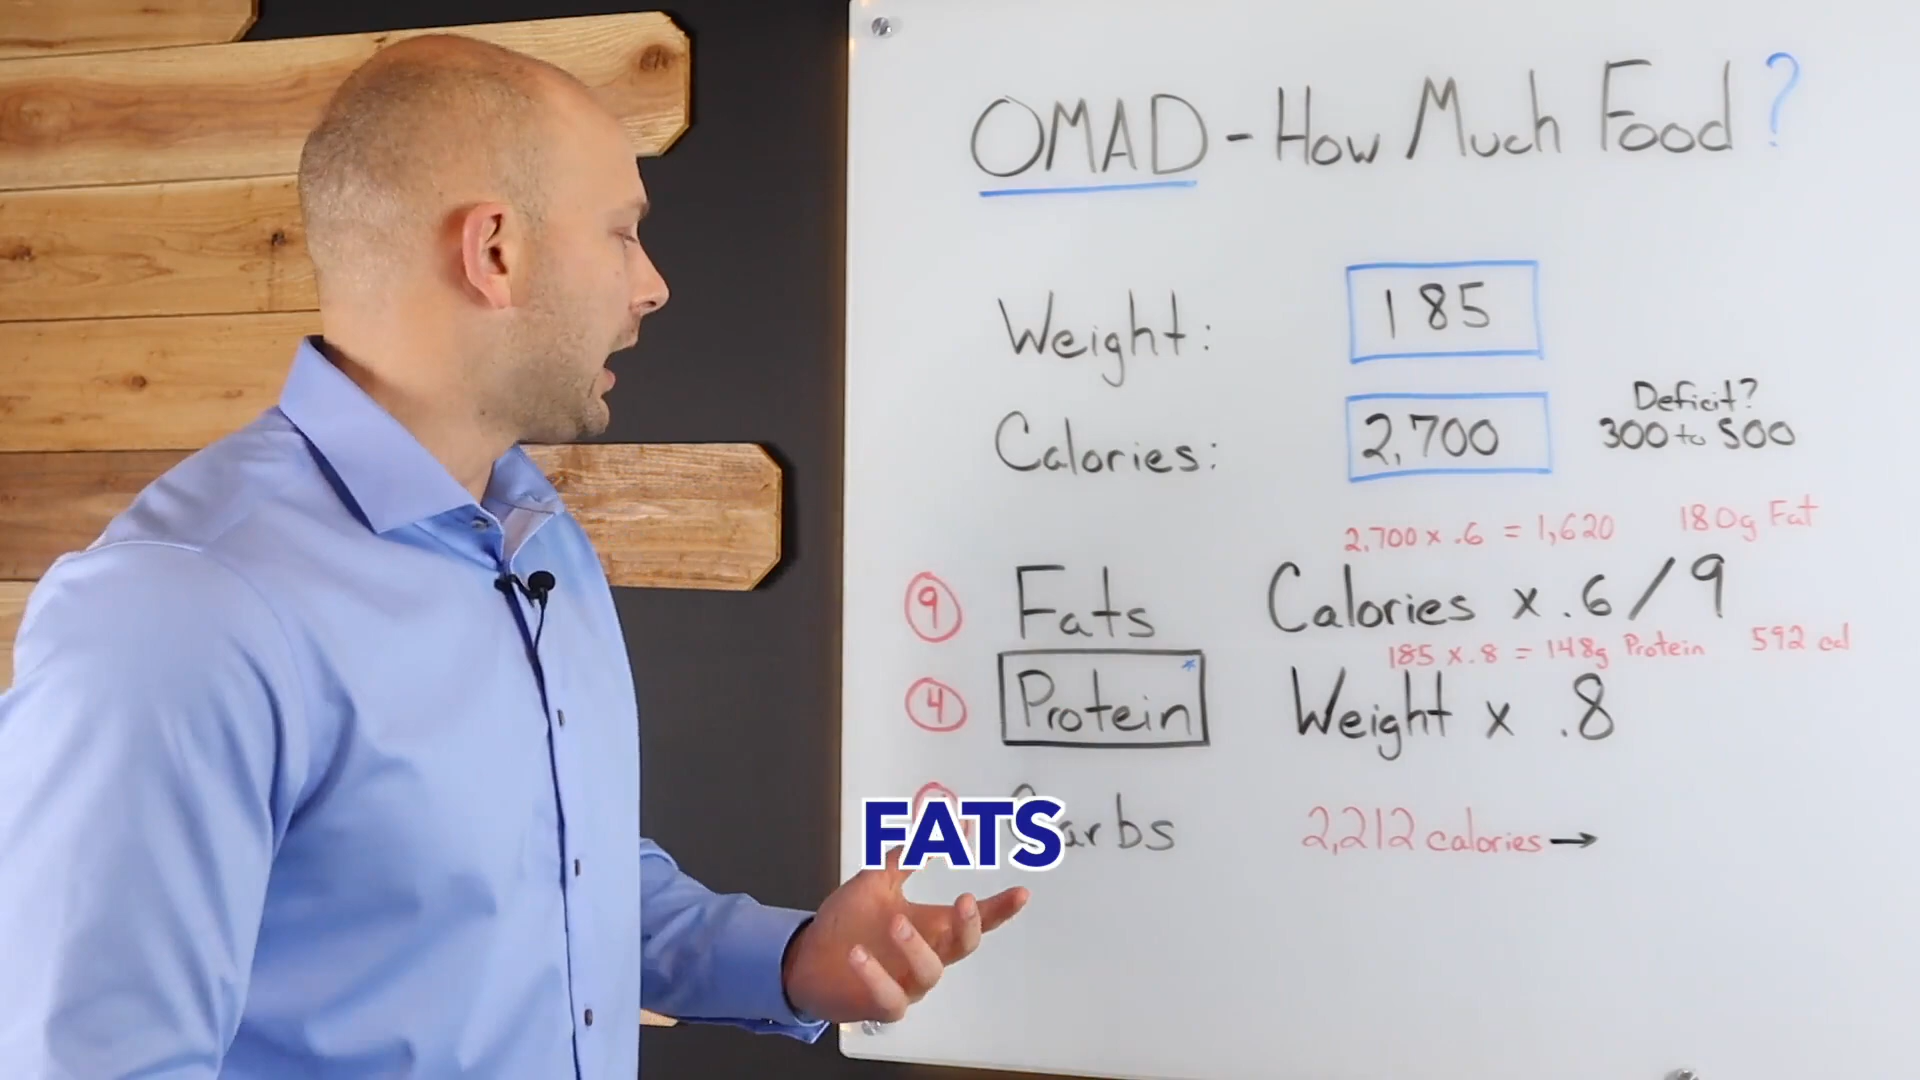 OMAD - How Much Food?
Weight: 185
Deficit?
Calories: 2,700 300 to 500
2,700 x .6 = 1,620 180g Fat
9 Fats Calories x .6/9
185 x .8 = 148g Protein 592 cal
4 Protein* Weight x .8
FATS
arbs 2,212 calories→